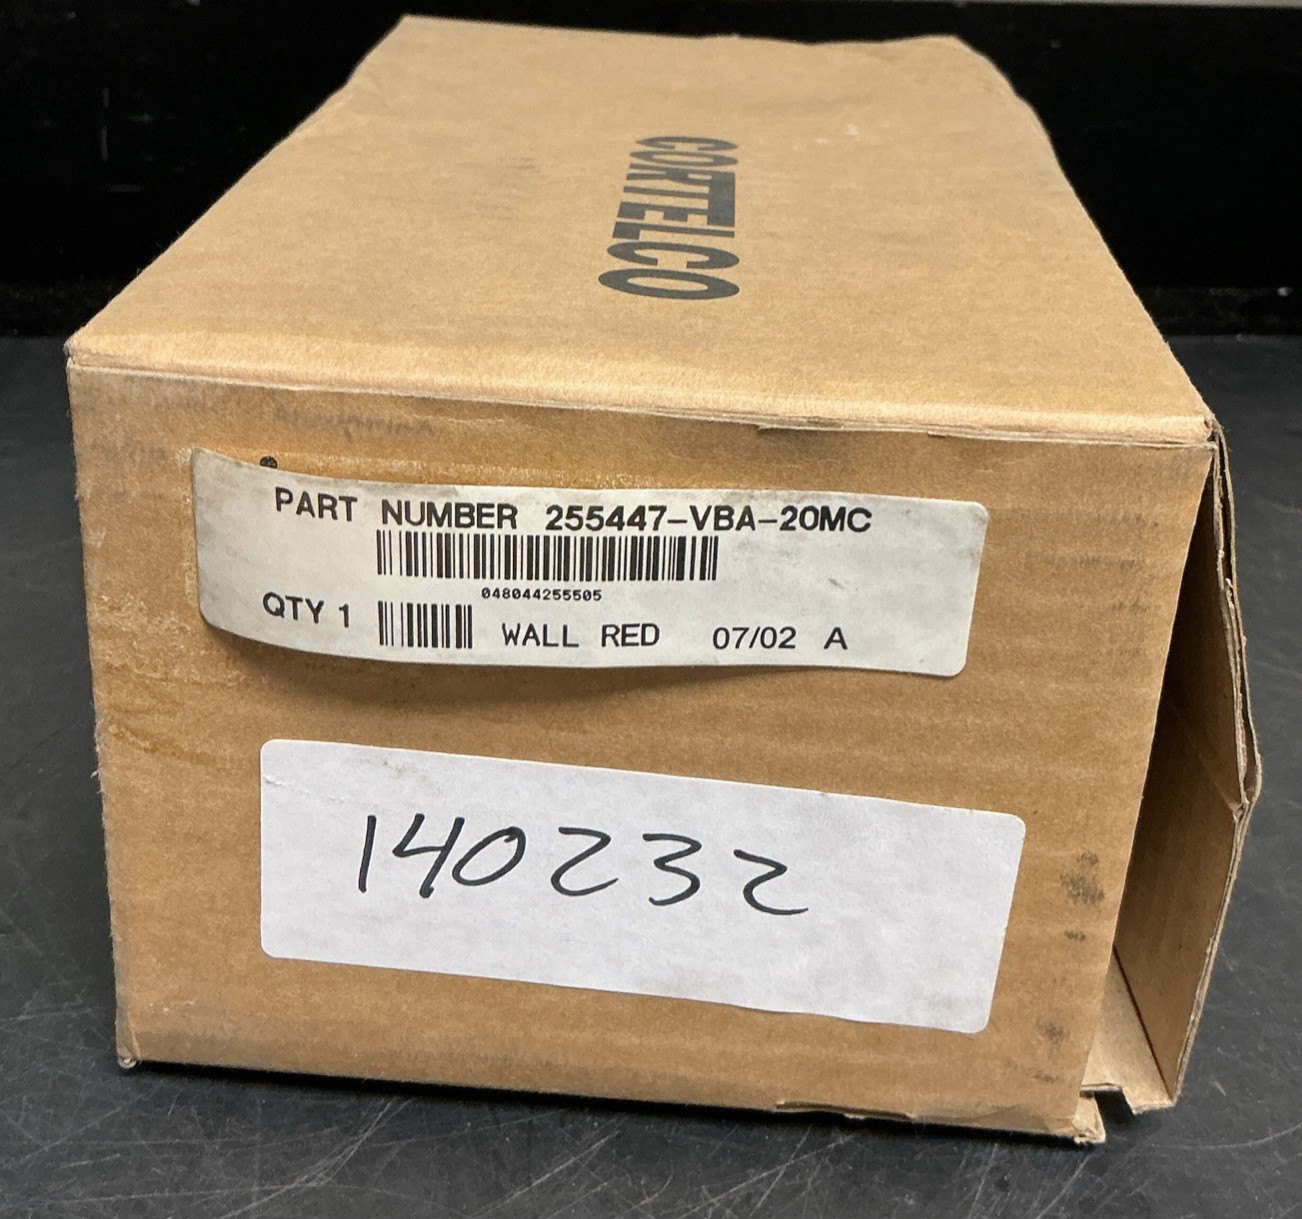 CORTELCO
PART NUMBER 255447-VBA-20MC
048044255505
QTY 1 WALL RED 07/02 A
140232